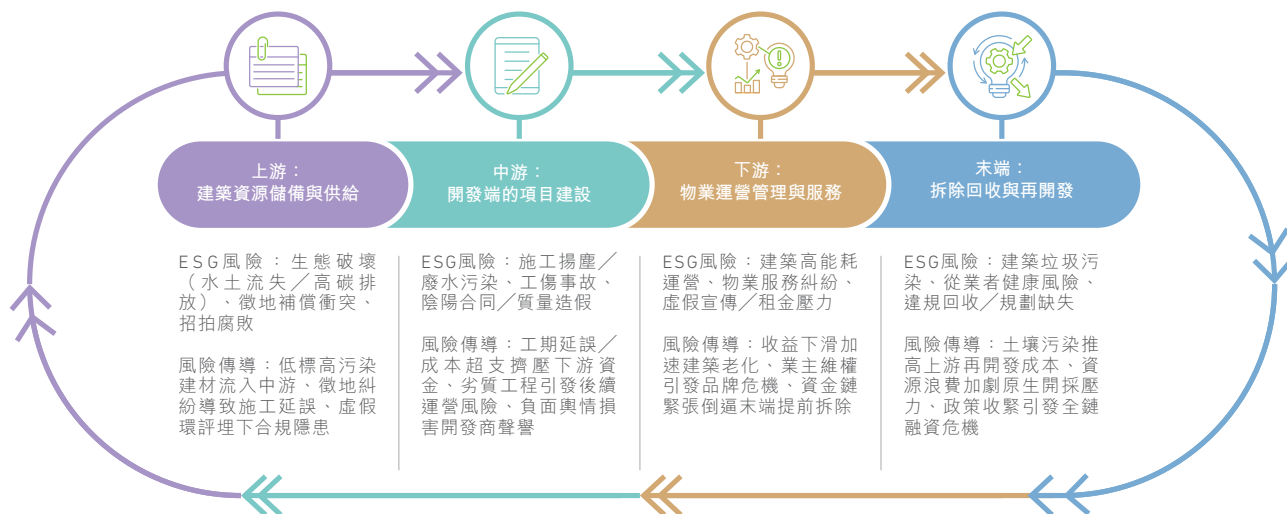 上游：
建築資源儲備與供給
中游：
開發端的項目建設
下游：
物業運營管理與服務
末端：
拆除回收與再開發
ESG風險：生態破壞
（水土流失／高碳排
放）、徵地補償衝突、
招拍腐敗
風險傳導：低標高污染
建材流入中游、徵地糾
紛導致施工延誤、虛假
環評埋下合規隱患
ESG風險：施工揚塵／
廢水污染、工傷事故、
陰陽合同／質量造假
風險傳導：工期延誤／
成本超支擠壓下游資
金、劣質工程引發後續
運營風險、負面輿情損
害開發商聲譽
ESG風險：建築高能耗
運營、物業服務糾紛、
虛假宣傳／租金壓力
風險傳導：收益下滑加
速建築老化、業主維權
引發品牌危機、資金鏈
緊張倒逼末端提前拆除
ESG風險：建築垃圾污
染、從業者健康風險、
違規回收／規劃缺失
風險傳導：土壤污染推
高上游再開發成本、資
源浪費加劇原生開採壓
力、政策收緊引發全鏈
融資危機